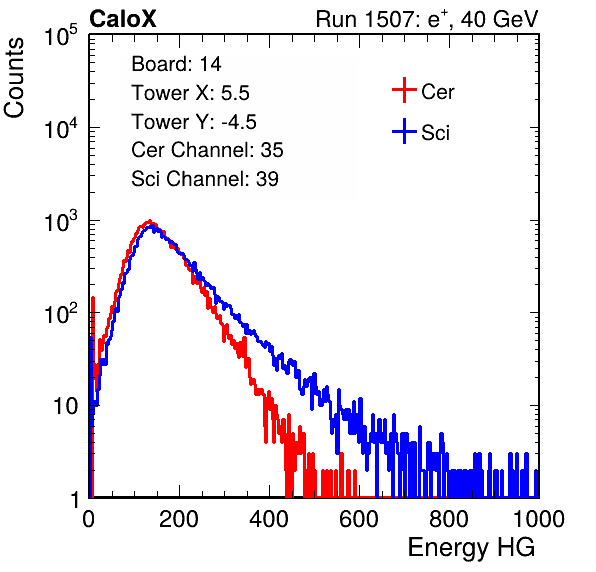 CaloX Run 1507: e⁺, 40 GeV
Counts
10⁵
10⁴
10³
10²
10
1
Board: 14
Tower X: 5.5
Tower Y: -4.5
Cer Channel: 35
Sci Channel: 39
Cer
Sci
0 200 400 600 800 1000
Energy HG